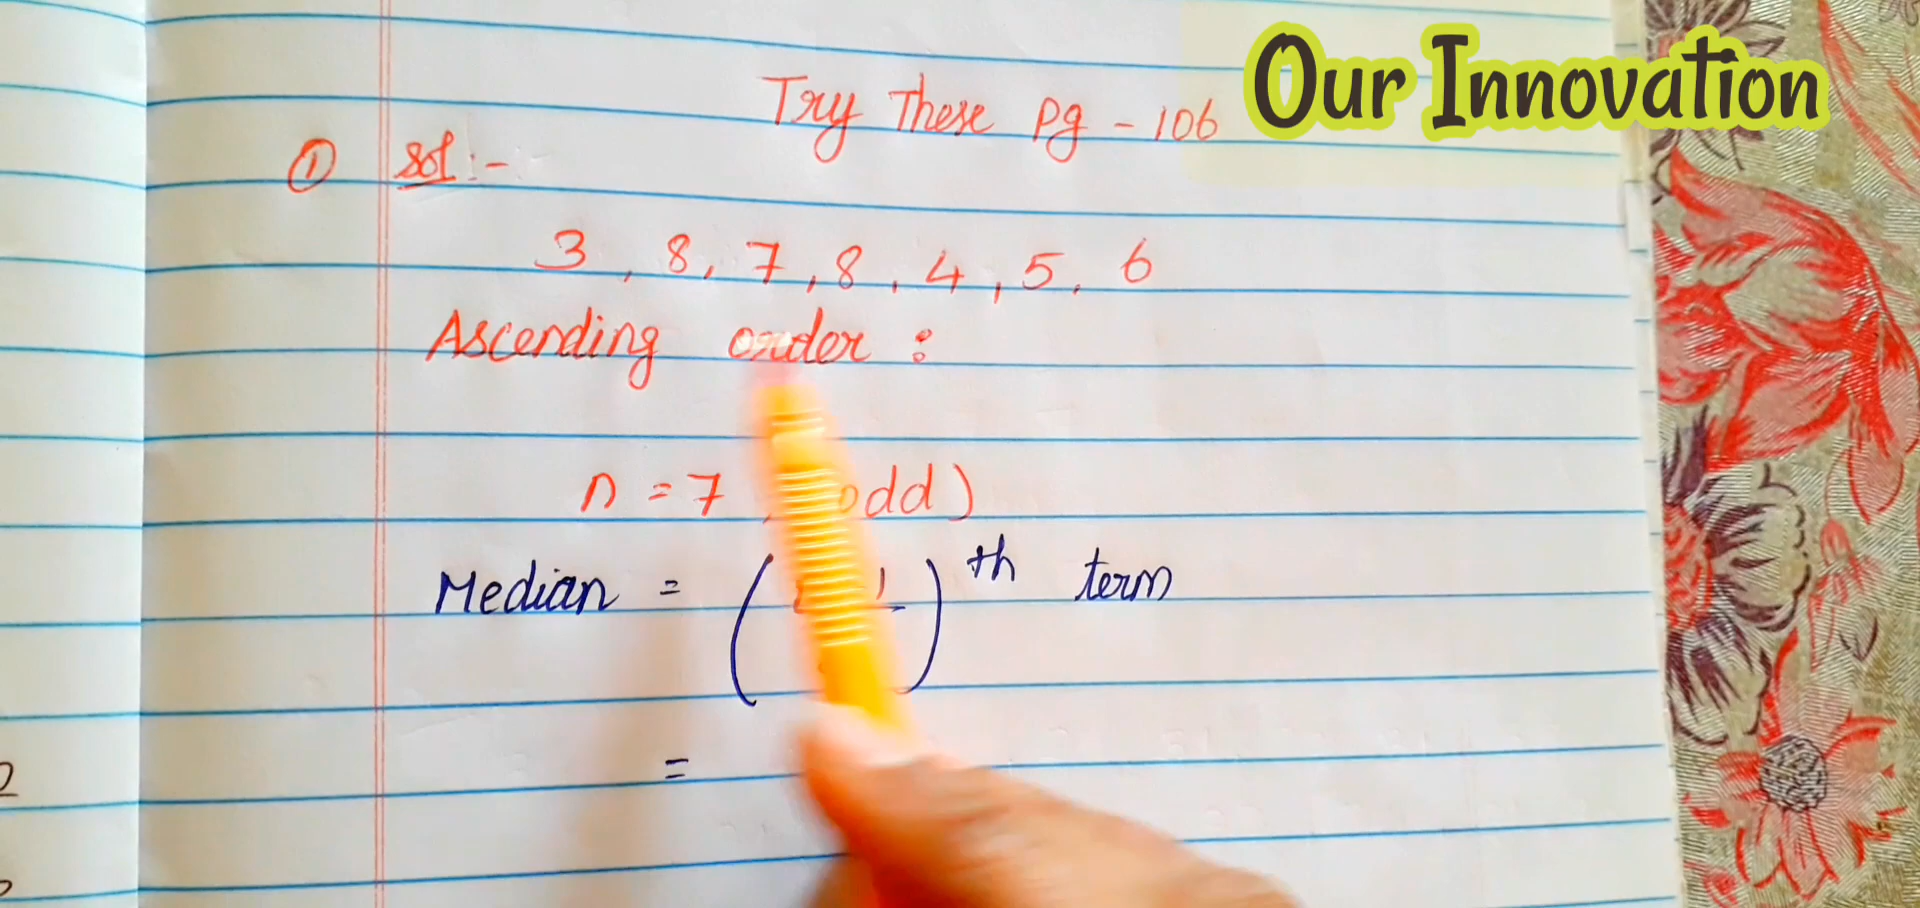 Our Innovation
Try These Pg - 106
① Sol :-
3, 8, 7, 8, 4, 5, 6
Ascending order :
n = 7, odd)
Median = ( )th term
=